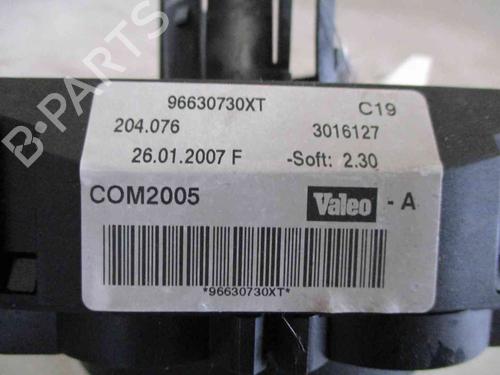 B-PARTS
96630730XT C19
204.076 3016127
26.01.2007 F -Soft: 2.30
COM2005 Valeo - A
*96630730XT*